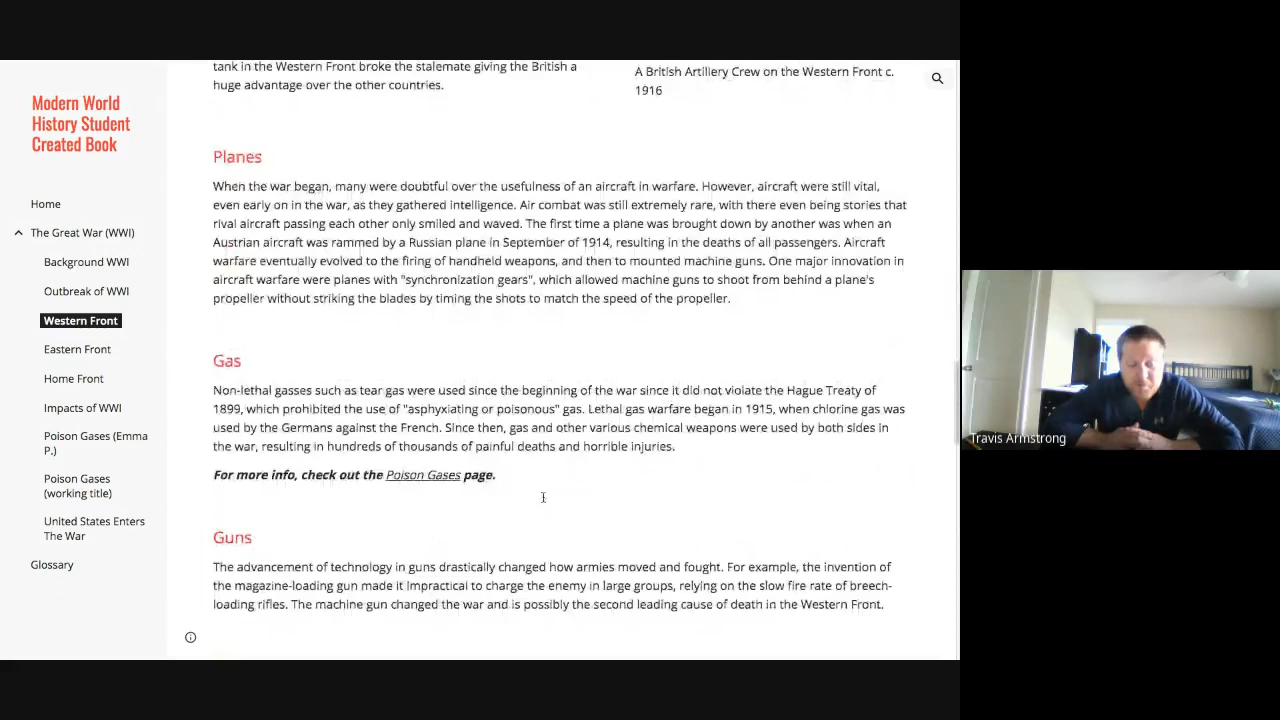 tank in the Western Front broke the stalemate giving the British a
huge advantage over the other countries.
A British Artillery Crew on the Western Front c.
1916
Modern World
History Student
Created Book
Home
The Great War (WWI)
Background WWI
Outbreak of WWI
Western Front
Eastern Front
Home Front
Impacts of WWI
Poison Gases (Emma
P.)
Poison Gases
(working title)
United States Enters
The War
Glossary
Planes
When the war began, many were doubtful over the usefulness of an aircraft in warfare. However, aircraft were still vital,
even early on in the war, as they gathered intelligence. Air combat was still extremely rare, with there even being stories that
rival aircraft passing each other only smiled and waved. The first time a plane was brought down by another was when an
Austrian aircraft was rammed by a Russian plane in September of 1914, resulting in the deaths of all passengers. Aircraft
warfare eventually evolved to the firing of handheld weapons, and then to mounted machine guns. One major innovation in
aircraft warfare were planes with "synchronization gears", which allowed machine guns to shoot from behind a plane's
propeller without striking the blades by timing the shots to match the speed of the propeller.
Gas
Non-lethal gasses such as tear gas were used since the beginning of the war since it did not violate the Hague Treaty of
1899, which prohibited the use of "asphyxiating or poisonous" gas. Lethal gas warfare began in 1915, when chlorine gas was
used by the Germans against the French. Since then, gas and other various chemical weapons were used by both sides in
the war, resulting in hundreds of thousands of painful deaths and horrible injuries.
For more info, check out the Poison Gases page.
Guns
The advancement of technology in guns drastically changed how armies moved and fought. For example, the invention of
the magazine-loading gun made it impractical to charge the enemy in large groups, relying on the slow fire rate of breech-
loading rifles. The machine gun changed the war and is possibly the second leading cause of death in the Western Front.
Travis Armstrong